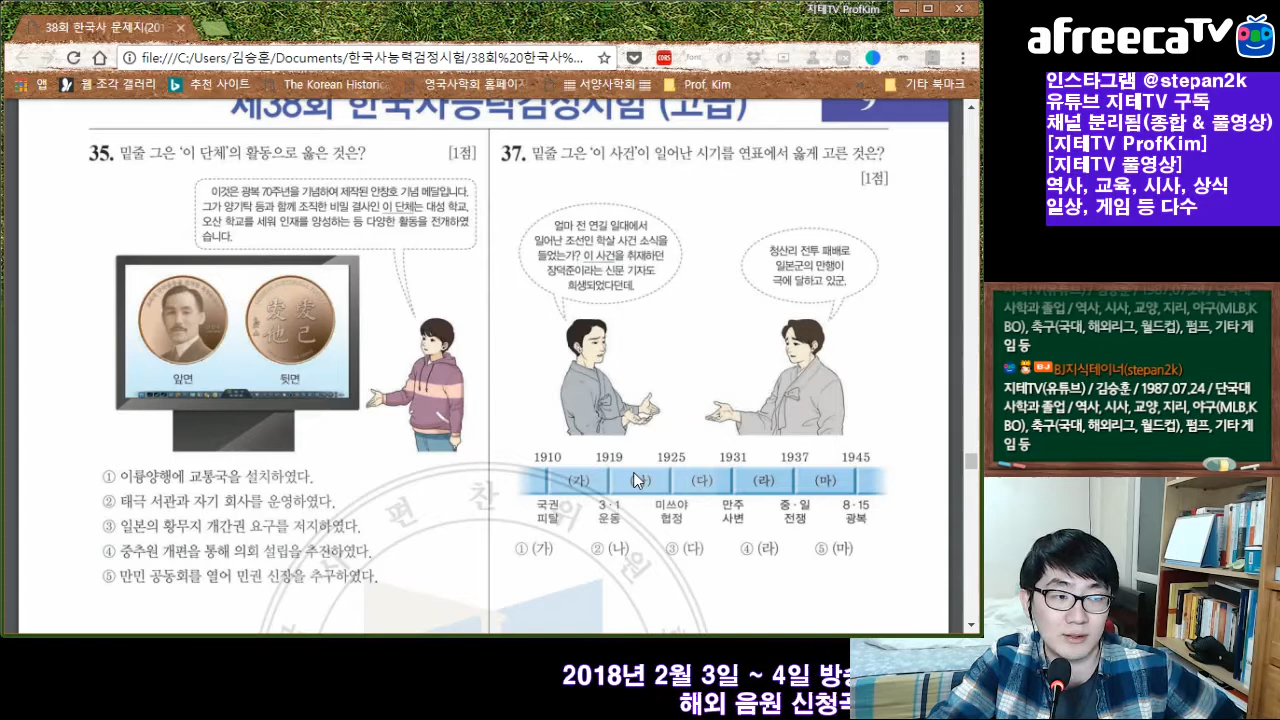 지테TV ProfKim
38회 한국사 문제지(201
file:///C:/Users/김승훈/Documents/한국사능력검정시험/38회%20한국사%...
앱
웹 조각 갤러리
추천 사이트
The Korean Historic
영국사학회 홈페이기
서양사학회
Prof. Kim
기타 북마크
제38회 한국사능력검정시험 (고급)
9
35. 밑줄 그은 '이 단체'의 활동으로 옳은 것은? [1점]
이것은 광복 70주년을 기념하여 제작된 안창호 기념 메달입니다.
그가 양기탁 등과 함께 조직한 비밀 결사인 이 단체는 대성 학교,
오산 학교를 세워 인재를 양성하는 등 다양한 활동을 전개하였
습니다.
앞면
뒷면
① 이륭양행에 교통국을 설치하였다.
② 태극 서관과 자기 회사를 운영하였다.
③ 일본의 황무지 개간권 요구를 저지하였다.
④ 중추원 개편을 통해 의회 설립을 추진하였다.
⑤ 만민 공동회를 열어 민권 신장을 추구하였다.
37. 밑줄 그은 '이 사건'이 일어난 시기를 연표에서 옳게 고른 것은?
[1점]
얼마 전 연길 일대에서
일어난 조선인 학살 사건 소식을
들었는가? 이 사건을 취재하던
장덕준이라는 신문 기자도
희생되었다던데.
청산리 전투 패배로
일본군의 만행이
극에 달하고 있군.
1910 1919 1925 1931 1937 1945
(가) (다) (라) (마)
국권 3·1 미쓰야 만주 중·일 8·15
피탈 운동 협정 사변 전쟁 광복
① (가) ② (나) ③ (다) ④ (라) ⑤ (마)
편 찬 위 원
afreecaTV
인스타그램 @stepan2k
유튜브 지테TV 구독
채널 분리됨(종합 & 풀영상)
[지테TV ProfKim]
[지테TV 풀영상]
역사, 교육, 시사, 상식
일상, 게임 등 다수
지테TV(유튜브) / 김승훈 / 1987.07.24 / 단국대
사학과 졸업 / 역사, 시사, 교양, 지리, 야구(MLB,K
BO), 축구(국대, 해외리그, 월드컵), 펌프, 기타 게
임 등
BJ지식테이너(stepan2k)
지테TV(유튜브) / 김승훈 / 1987.07.24 / 단국대
사학과 졸업 / 역사, 시사, 교양, 지리, 야구(MLB,K
BO), 축구(국대, 해외리그, 월드컵), 펌프, 기타 게
임 등
2018년 2월 3일 ~ 4일 방송
해외 음원 신청곡